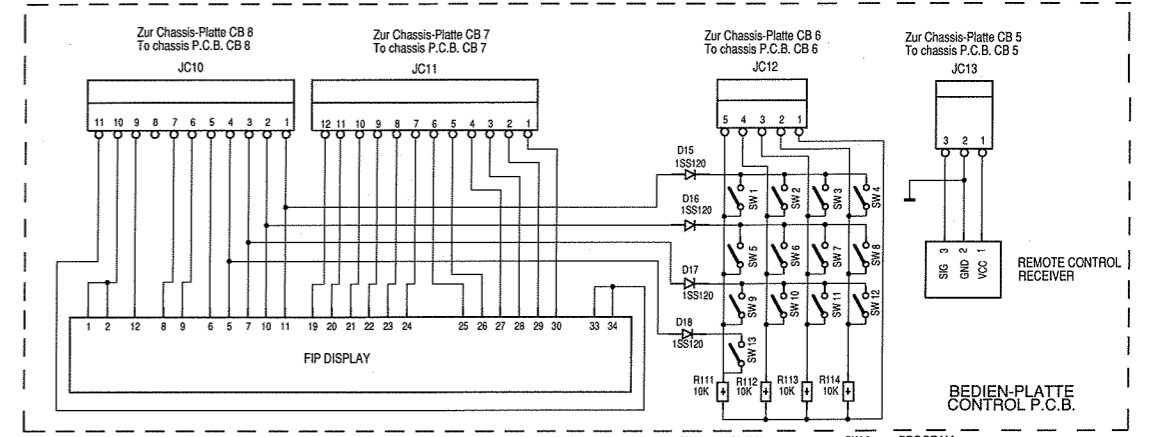 Zur Chassis-Platte CB 8
To chassis P.C.B. CB 8
JC10
Zur Chassis-Platte CB 7
To chassis P.C.B. CB 7
JC11
Zur Chassis-Platte CB 6
To chassis P.C.B. CB 6
JC12
Zur Chassis-Platte CB 5
To chassis P.C.B. CB 5
JC13
11 10 9 8 7 6 5 4 3 2 1
12 11 10 9 8 7 6 5 4 3 2 1
5 4 3 2 1
3 2 1
D15
1SS120
SW 1 SW 2 SW 3 SW 4
D16
1SS120
SW 5 SW 6 SW 7 SW 8
D17
1SS120
SW 9 SW 10 SW 11 SW 12
D18
1SS120
SW 13
SIG 3
GND 2
VCC 1
REMOTE CONTROL
RECEIVER
1 2 12 8 9 6 5 7 10 11 19 20 21 22 23 24 25 26 27 28 29 30 33 34
FIP DISPLAY
R111
10K
R112
10K
R113
10K
R114
10K
BEDIEN-PLATTE
CONTROL P.C.B.